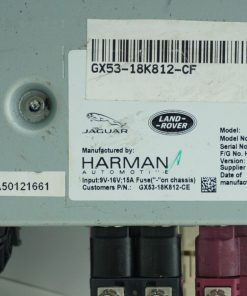 GX53-18K812-CF
JAGUAR
LAND-
ROVER
Manufactured by:
HARMAN
AUTOMOTIVE
Input:9V-16V;15A Fuse("-"on chassis)
Customers P/N.: GX53-18K812-CE
Model:
Model No.
Serial No
F/G No. H
Version:
Supplier
Date of
manufact
.50121661